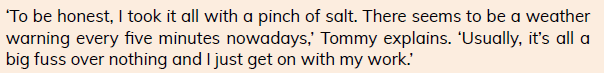 ‘To be honest, I took it all with a pinch of salt. There seems to be a weather
warning every five minutes nowadays,’ Tommy explains. ‘Usually, it’s all a
big fuss over nothing and I just get on with my work.’